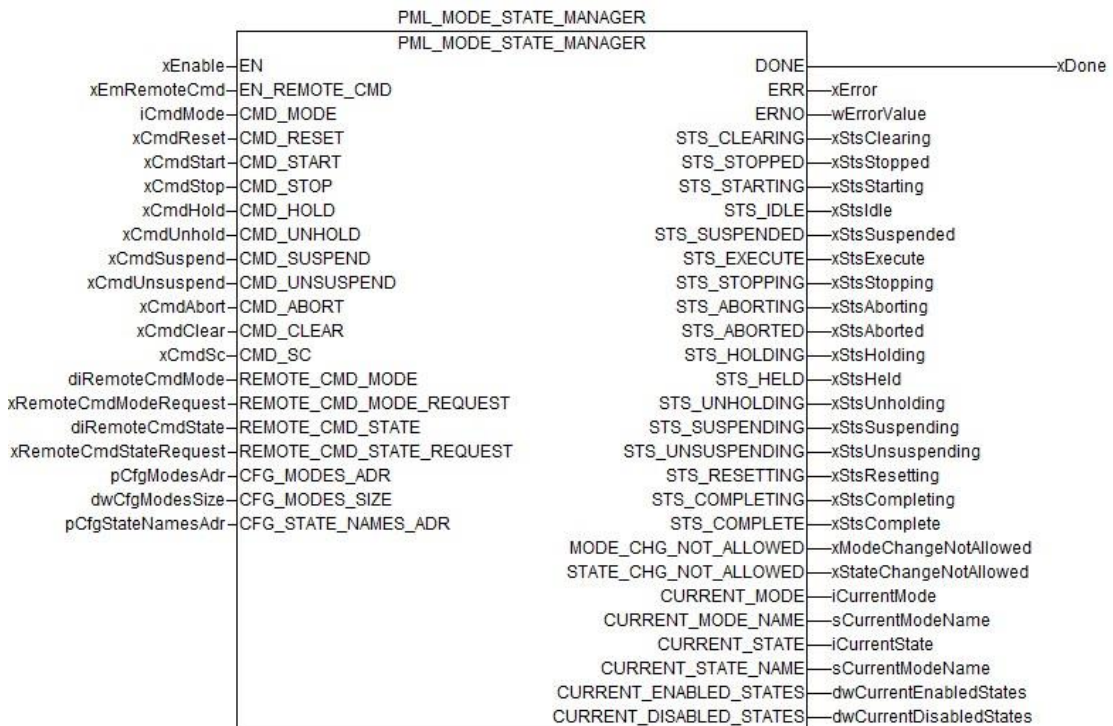 PML_MODE_STATE_MANAGER
PML_MODE_STATE_MANAGER
xEnable EN DONE xDone
xEmRemoteCmd EN_REMOTE_CMD ERR xError
iCmdMode CMD_MODE ERNO wErrorValue
xCmdReset CMD_RESET STS_CLEARING xStsClearing
xCmdStart CMD_START STS_STOPPED xStsStopped
xCmdStop CMD_STOP STS_STARTING xStsStarting
xCmdHold CMD_HOLD STS_IDLE xStsIdle
xCmdUnhold CMD_UNHOLD STS_SUSPENDED xStsSuspended
xCmdSuspend CMD_SUSPEND STS_EXECUTE xStsExecute
xCmdUnsuspend CMD_UNSUSPEND STS_STOPPING xStsStopping
xCmdAbort CMD_ABORT STS_ABORTING xStsAborting
xCmdClear CMD_CLEAR STS_ABORTED xStsAborted
xCmdSc CMD_SC STS_HOLDING xStsHolding
diRemoteCmdMode REMOTE_CMD_MODE STS_HELD xStsHeld
xRemoteCmdModeRequest REMOTE_CMD_MODE_REQUEST STS_UNHOLDING xStsUnholding
diRemoteCmdState REMOTE_CMD_STATE STS_SUSPENDING xStsSuspending
xRemoteCmdStateRequest REMOTE_CMD_STATE_REQUEST STS_UNSUSPENDING xStsUnsuspending
pCfgModesAdr CFG_MODES_ADR STS_RESETTING xStsResetting
dwCfgModesSize CFG_MODES_SIZE STS_COMPLETING xStsCompleting
pCfgStateNamesAdr CFG_STATE_NAMES_ADR STS_COMPLETE xStsComplete
MODE_CHG_NOT_ALLOWED xModeChangeNotAllowed
STATE_CHG_NOT_ALLOWED xStateChangeNotAllowed
CURRENT_MODE iCurrentMode
CURRENT_MODE_NAME sCurrentModeName
CURRENT_STATE iCurrentState
CURRENT_STATE_NAME sCurrentModeName
CURRENT_ENABLED_STATES dwCurrentEnabledStates
CURRENT_DISABLED_STATES dwCurrentDisabledStates